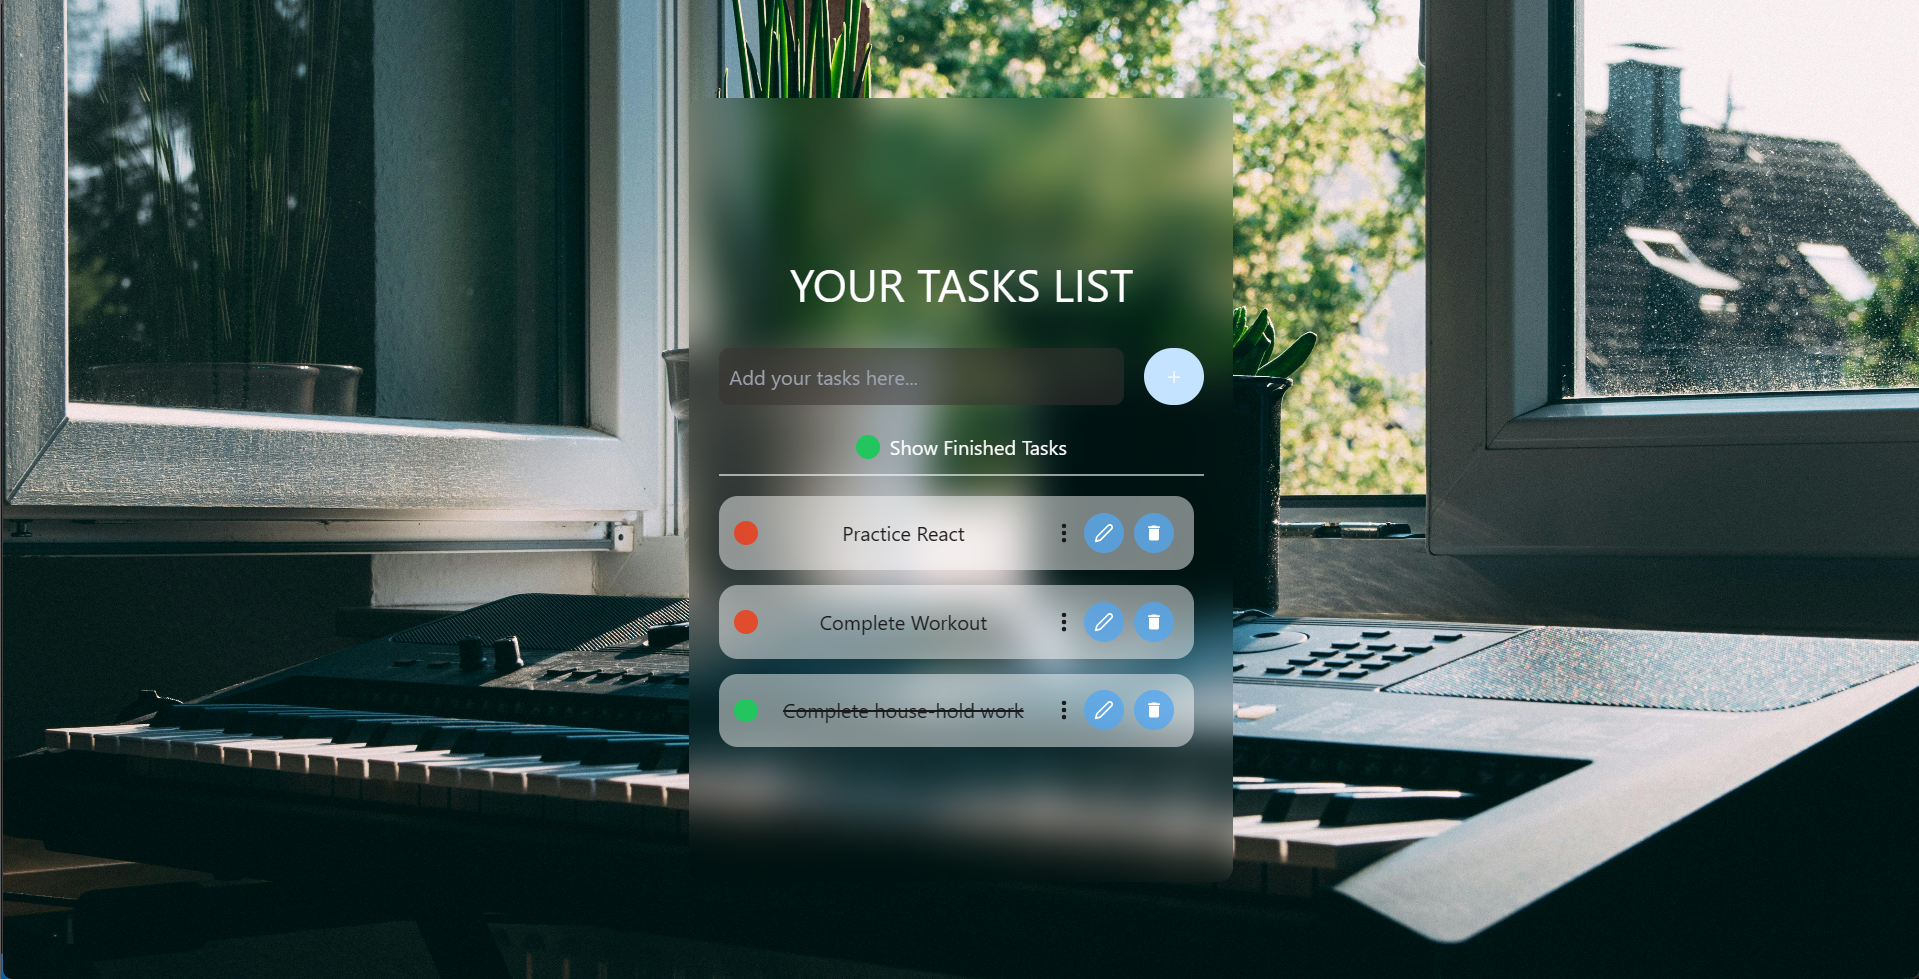 YOUR TASKS LIST
Add your tasks here...
+
Show Finished Tasks
Practice React
Complete Workout
Complete house-hold work